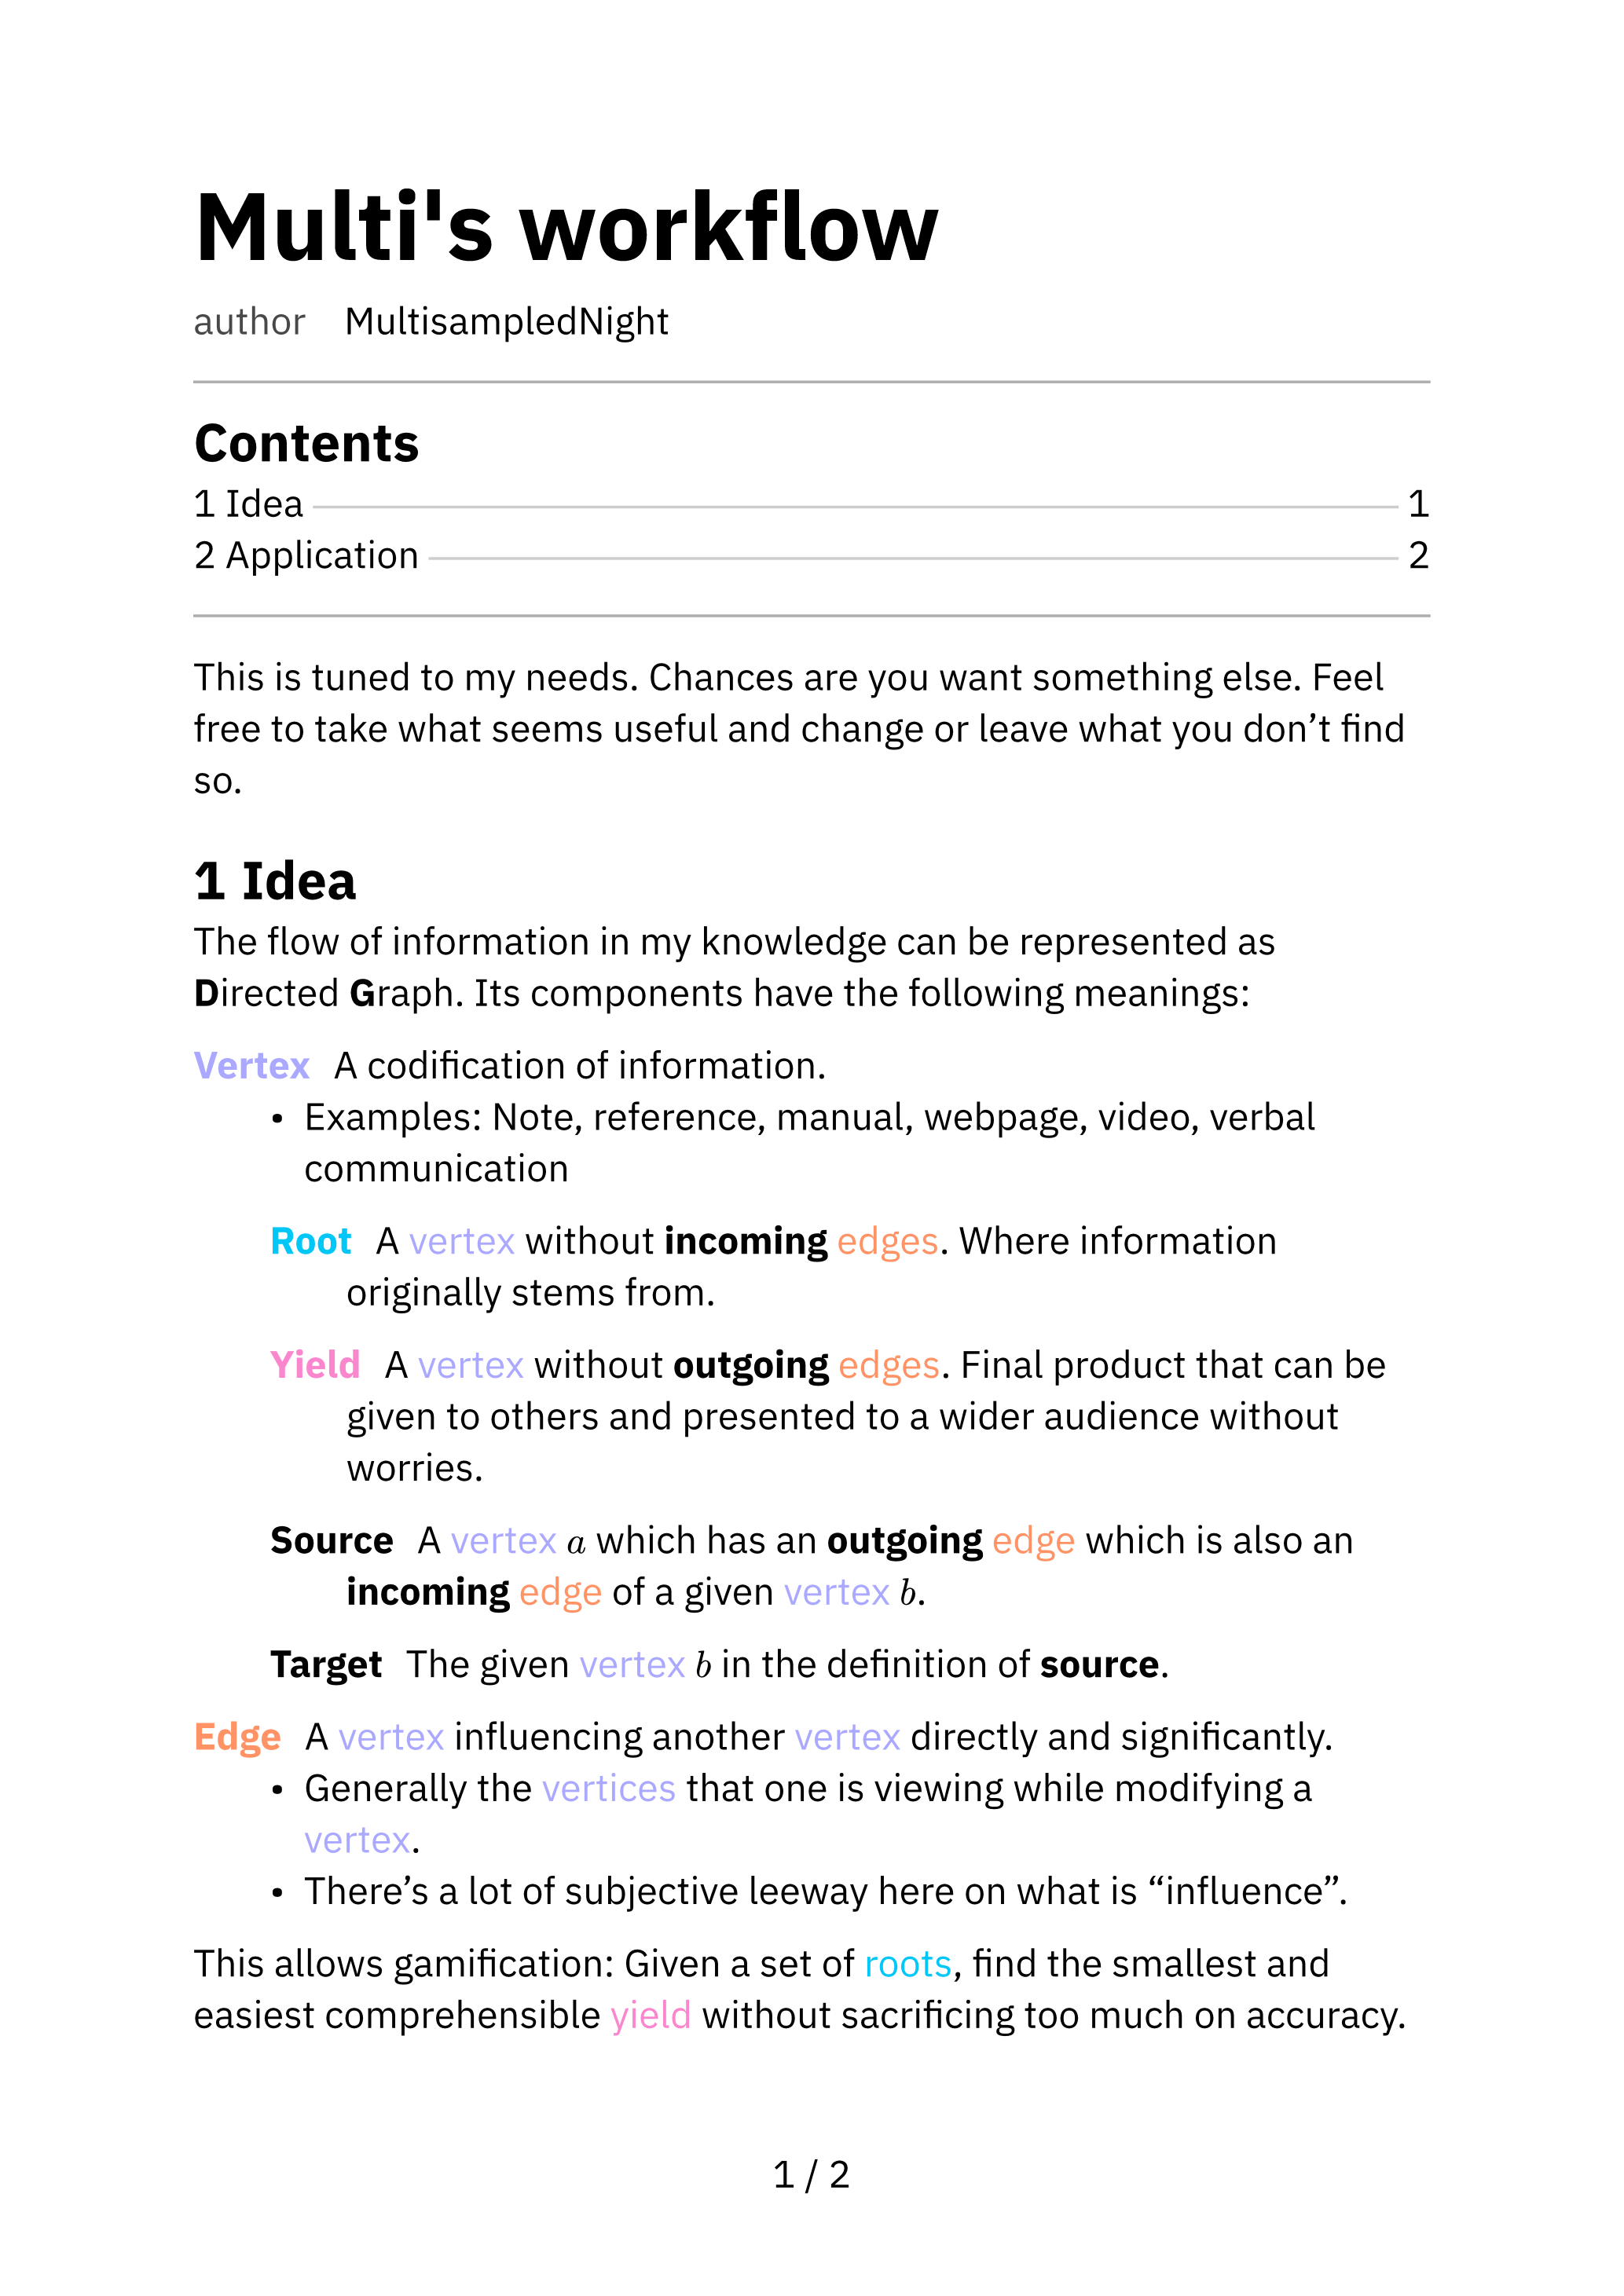 Multi's workflow
author MultisampledNight
Contents
1 Idea 1
2 Application 2
This is tuned to my needs. Chances are you want something else. Feel
free to take what seems useful and change or leave what you don’t find
so.
1 Idea
The flow of information in my knowledge can be represented as
Directed Graph. Its components have the following meanings:
Vertex A codification of information.
• Examples: Note, reference, manual, webpage, video, verbal
communication
Root A vertex without incoming edges. Where information
originally stems from.
Yield A vertex without outgoing edges. Final product that can be
given to others and presented to a wider audience without
worries.
Source A vertex a which has an outgoing edge which is also an
incoming edge of a given vertex b.
Target The given vertex b in the definition of source.
Edge A vertex influencing another vertex directly and significantly.
• Generally the vertices that one is viewing while modifying a
vertex.
• There’s a lot of subjective leeway here on what is “influence”.
This allows gamification: Given a set of roots, find the smallest and
easiest comprehensible yield without sacrificing too much on accuracy.
1 / 2